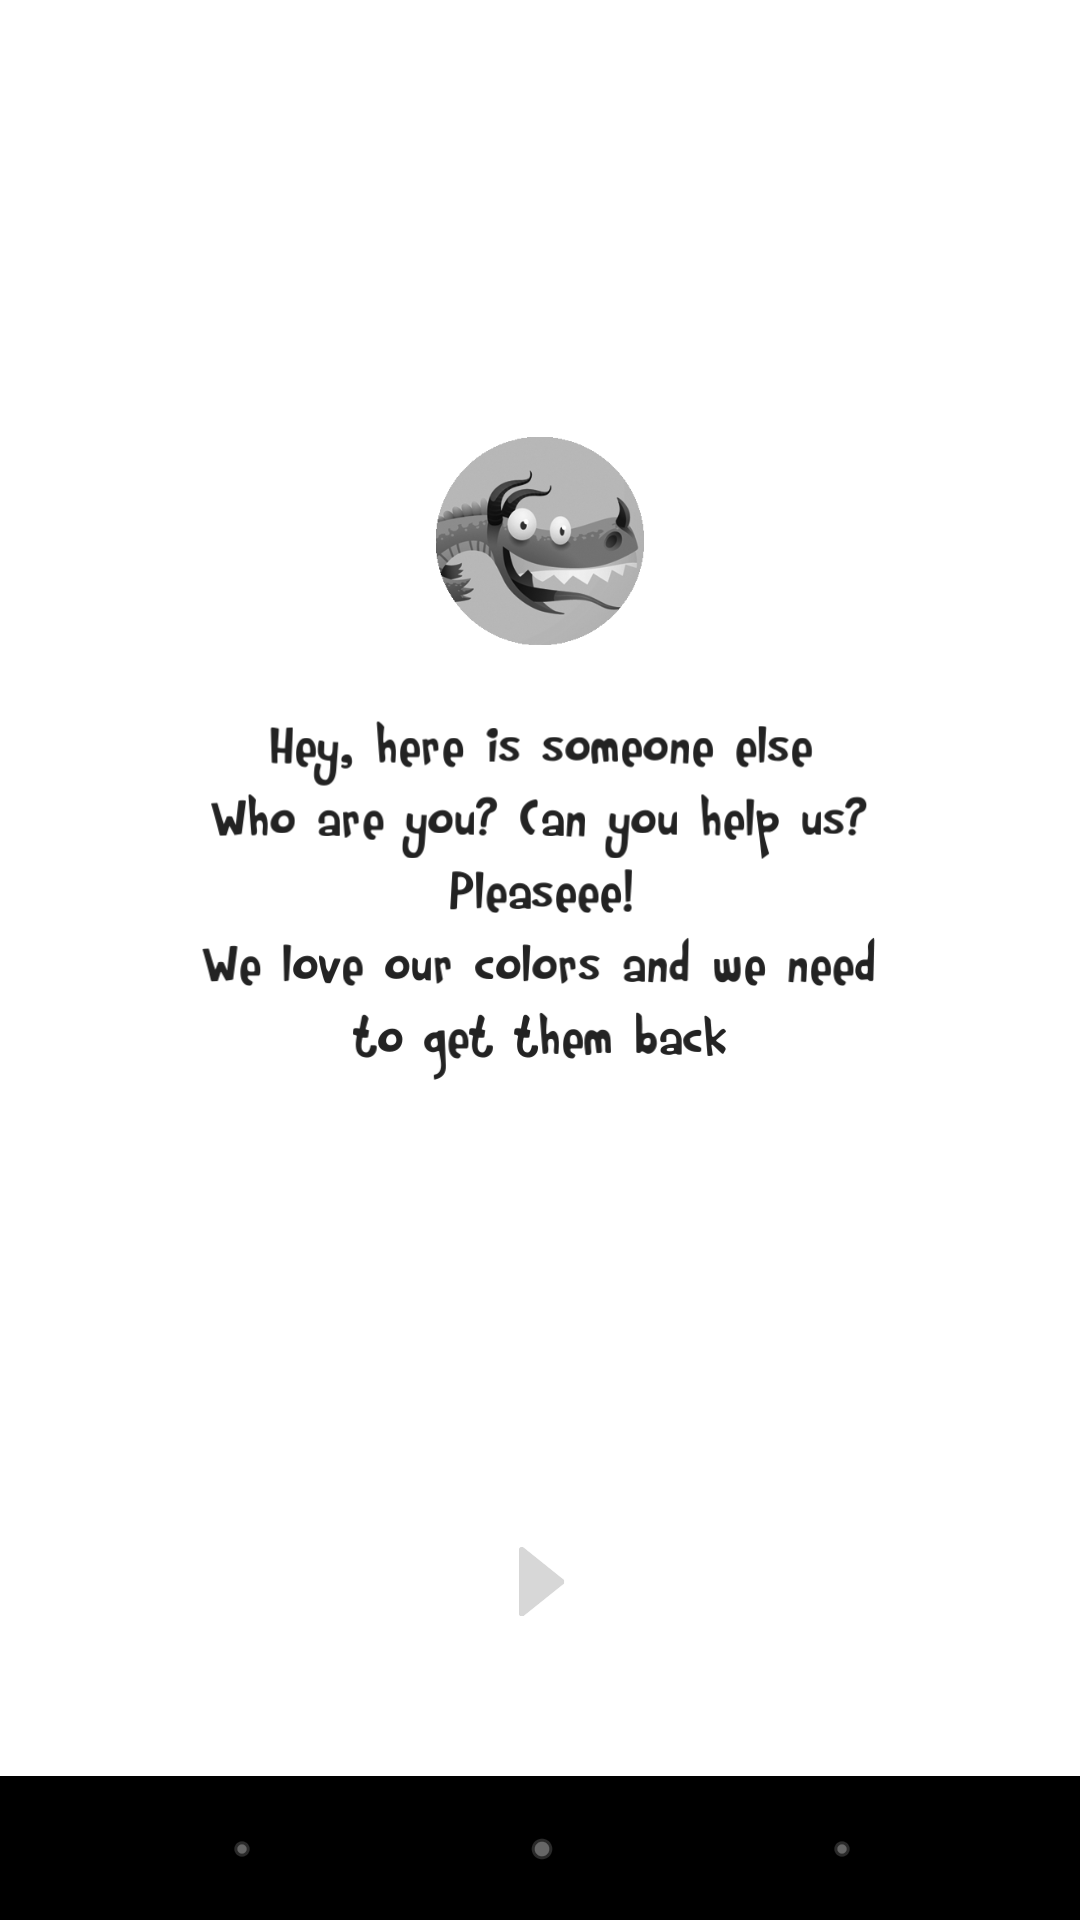 Hey, here is someone else
Who are you? Can you help us?
Pleaseee!
We love our colors and we need
to get them back